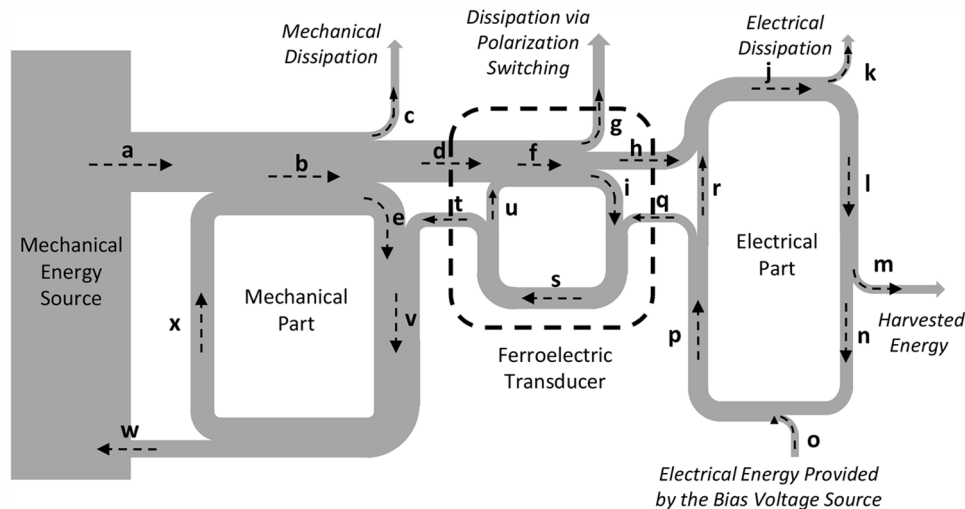 Mechanical
Dissipation
Dissipation via
Polarization
Switching
Electrical
Dissipation
j
k
c
g
a
b
d
f
h
i
e
t
u
q
r
l
Mechanical
Energy
Source
Mechanical
Part
Electrical
Part
x
v
s
m
Harvested
Energy
p
n
Ferroelectric
Transducer
w
o
Electrical Energy Provided
by the Bias Voltage Source